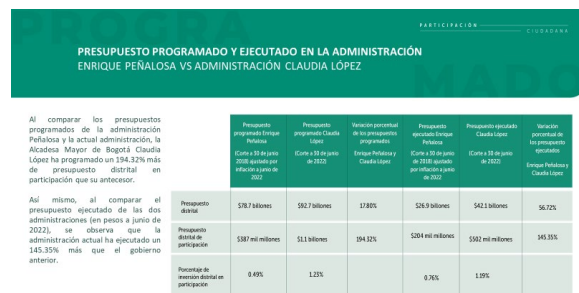 PROGRA
PARTICIPACIÓN
CIUDADANA
PRESUPUESTO PROGRAMADO Y EJECUTADO EN LA ADMINISTRACIÓN
ENRIQUE PEÑALOSA VS ADMINISTRACIÓN CLAUDIA LÓPEZ
MADO
Al comparar los presupuestos
programados de la administración
Peñalosa y la actual administración, la
Alcadesa Mayor de Bogotá Claudia
López ha programado un 194.32% más
de presupuesto distrital en
participación que su antecesor.
Así mismo, al comparar el
presupuesto ejecutado de las dos
administraciones (en pesos a junio de
2022), se observa que la
administración actual ha ejecutado un
145.35% más que el gobierno
anterior.
Presupuesto
programado Enrique
Peñalosa
(Corte a 30 de junio
2018) ajustado por
inflación a junio de
2022
Presupuesto
programado Claudia
López
(Corte a 30 de junio
de 2022)
Variación porcentual
de los presupuestos
programados
Enrique Peñalosa y
Claudia López
Presupuesto
ejecutado Enrique
Peñalosa
(Corte a 30 de junio
de 2018) ajustado
por inflación a junio
de 2022
Presupuesto ejecutado
Claudia López
(Corte a 30 de junio
de 2022)
Variación
porcentual de
los presupuestos
ejecutados
Enrique Peñalosa y
Claudia López
Presupuesto
distrital
$78.7 billones
$92.7 billones
17.80%
$26.9 billones
$42.1 billones
56.72%
Presupuesto
distrital de
participación
$387 mil millones
$1.1 billones
194.32%
$204 mil millones
$502 mil millones
145.35%
Porcentaje de
inversión distrital en
participación
0.49%
1.23%
0.76%
1.19%